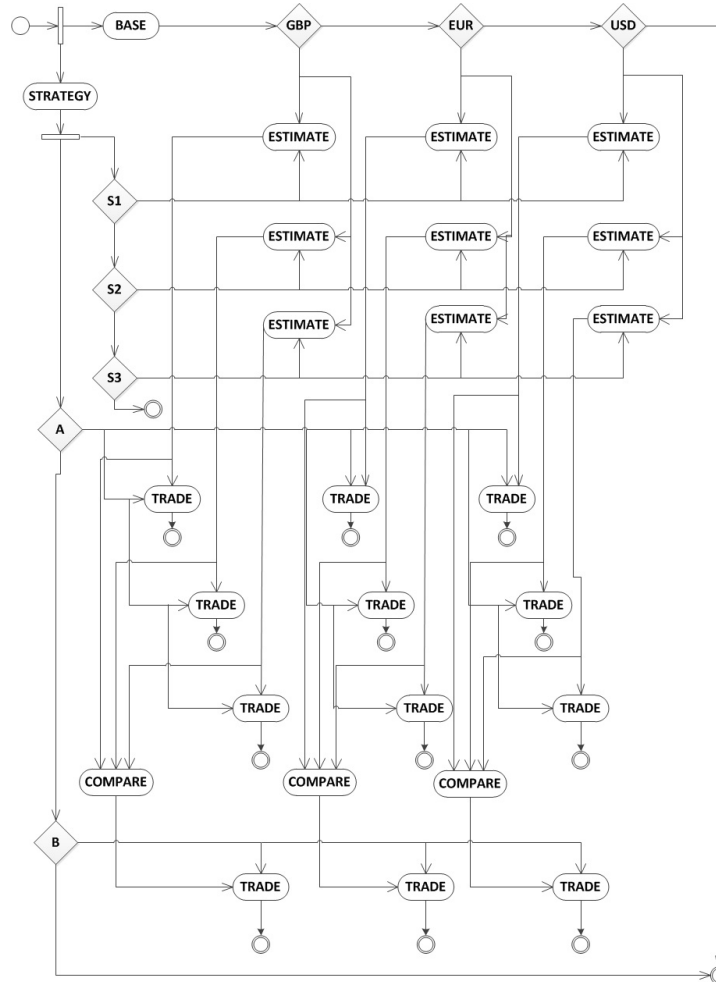 BASE
GBP
EUR
USD
STRATEGY
ESTIMATE
ESTIMATE
ESTIMATE
S1
ESTIMATE
ESTIMATE
ESTIMATE
S2
ESTIMATE
ESTIMATE
ESTIMATE
S3
A
TRADE
TRADE
TRADE
TRADE
TRADE
TRADE
TRADE
TRADE
TRADE
COMPARE
COMPARE
COMPARE
B
TRADE
TRADE
TRADE